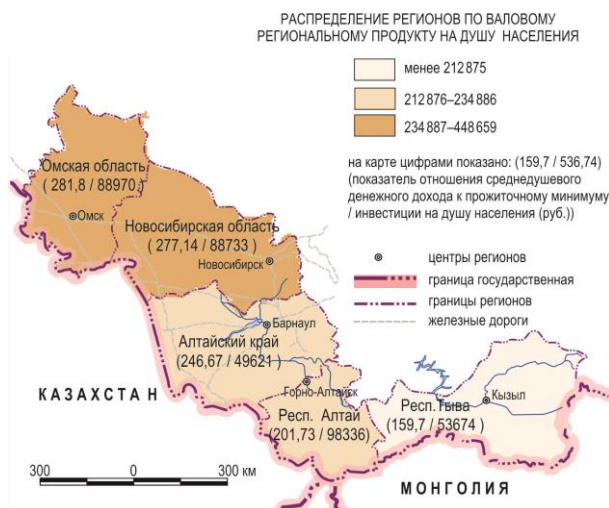 РАСПРЕДЕЛЕНИЕ РЕГИОНОВ ПО ВАЛОВОМУ
РЕГИОНАЛЬНОМУ ПРОДУКТУ НА ДУШУ НАСЕЛЕНИЯ
менее 212 875
212 876–234 886
234 887–448 659
на карте цифрами показано: (159,7 / 536,74)
(показатель отношения среднедушевого
денежного дохода к прожиточному минимуму
/ инвестиции на душу населения (руб.))
центры регионов
граница государственная
границы регионов
железные дороги
Омская область
( 281,8 / 88970 )
Омск
Новосибирская область
( 277,14 / 88733 )
Новосибирск
Барнаул
Алтайский край
(246,67 / 49621)
Горно-Алтайск
Респ. Алтай
(201,73 / 98336)
Респ.Тыва
(159,7 / 53674 )
Кызыл
КАЗАХСТАН
МОНГОЛИЯ
300 0 300 км